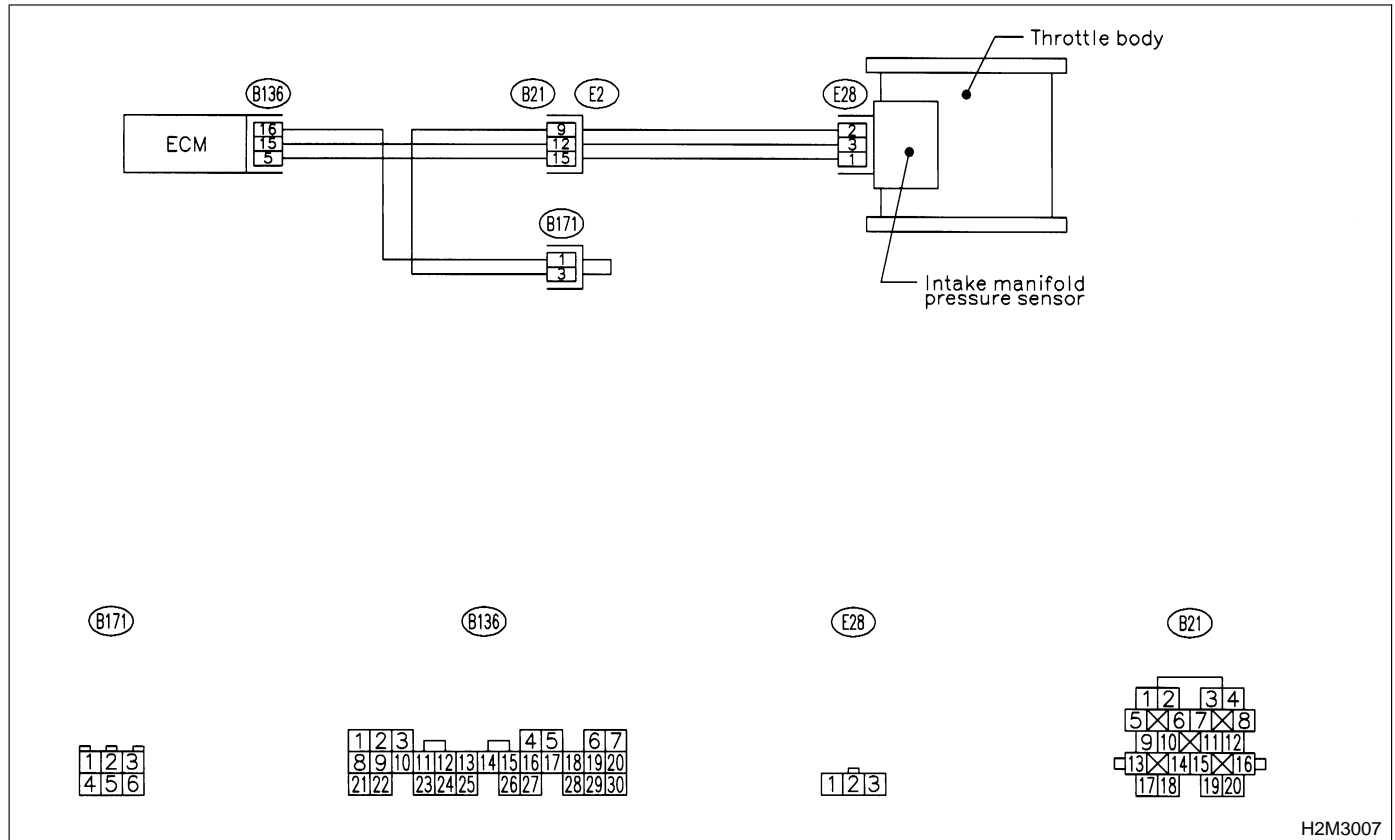 Throttle body
B136
B21
E2
E28
ECM
16
15
5
9
12
15
2
3
1
B171
1
3
Intake manifold
pressure sensor
B171
B136
E28
B21
1 2 3
4 5 6
1 2 3 4 5 6 7
8 9 10 11 12 13 14 15 16 17 18 19 20
21 22 23 24 25 26 27 28 29 30
1 2 3
1 2 3 4
5 6 7 8
9 10 11 12
13 14 15 16
17 18 19 20
H2M3007